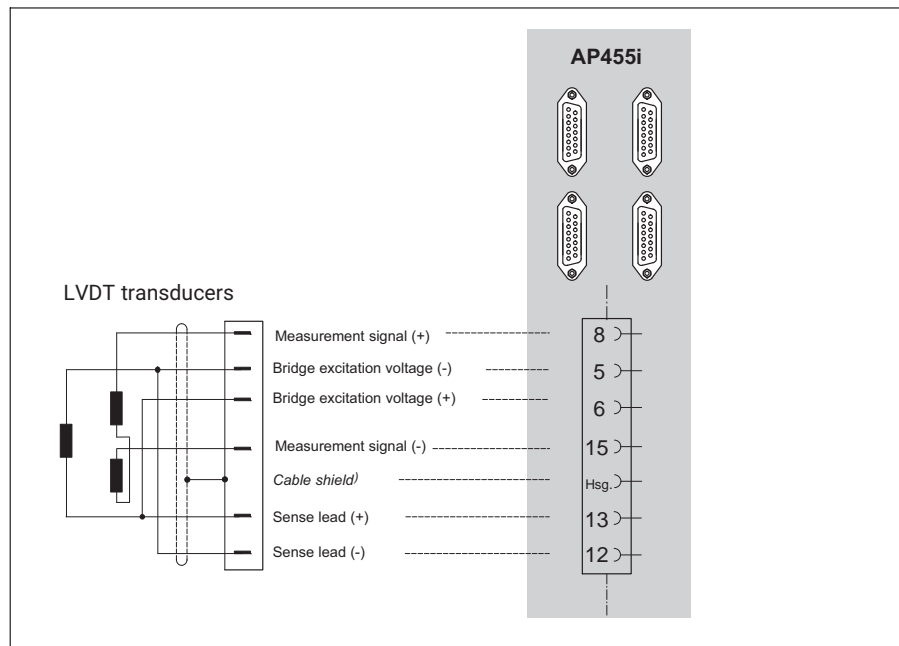 AP455i
LVDT transducers
Measurement signal (+) 8
Bridge excitation voltage (-) 5
Bridge excitation voltage (+) 6
Measurement signal (-) 15
Cable shield) Hsg.
Sense lead (+) 13
Sense lead (-) 12